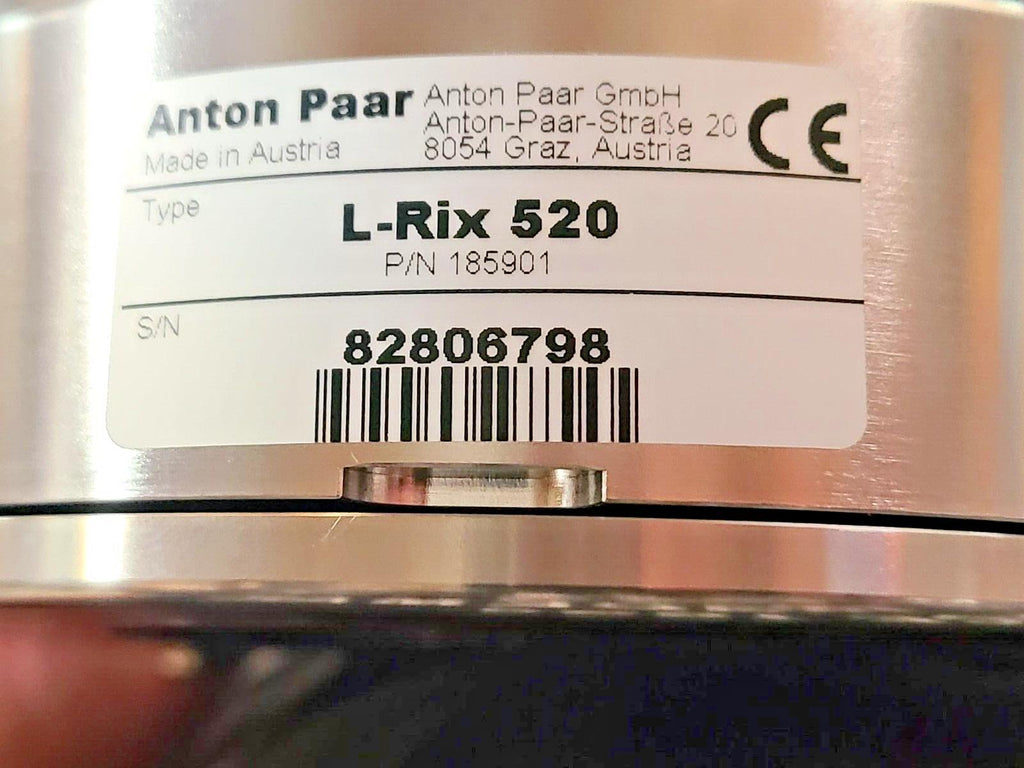 Anton Paar
Made in Austria
Anton Paar GmbH
Anton-Paar-Straße 20
8054 Graz, Austria
CE
Type
L-Rix 520
P/N 185901
S/N
82806798